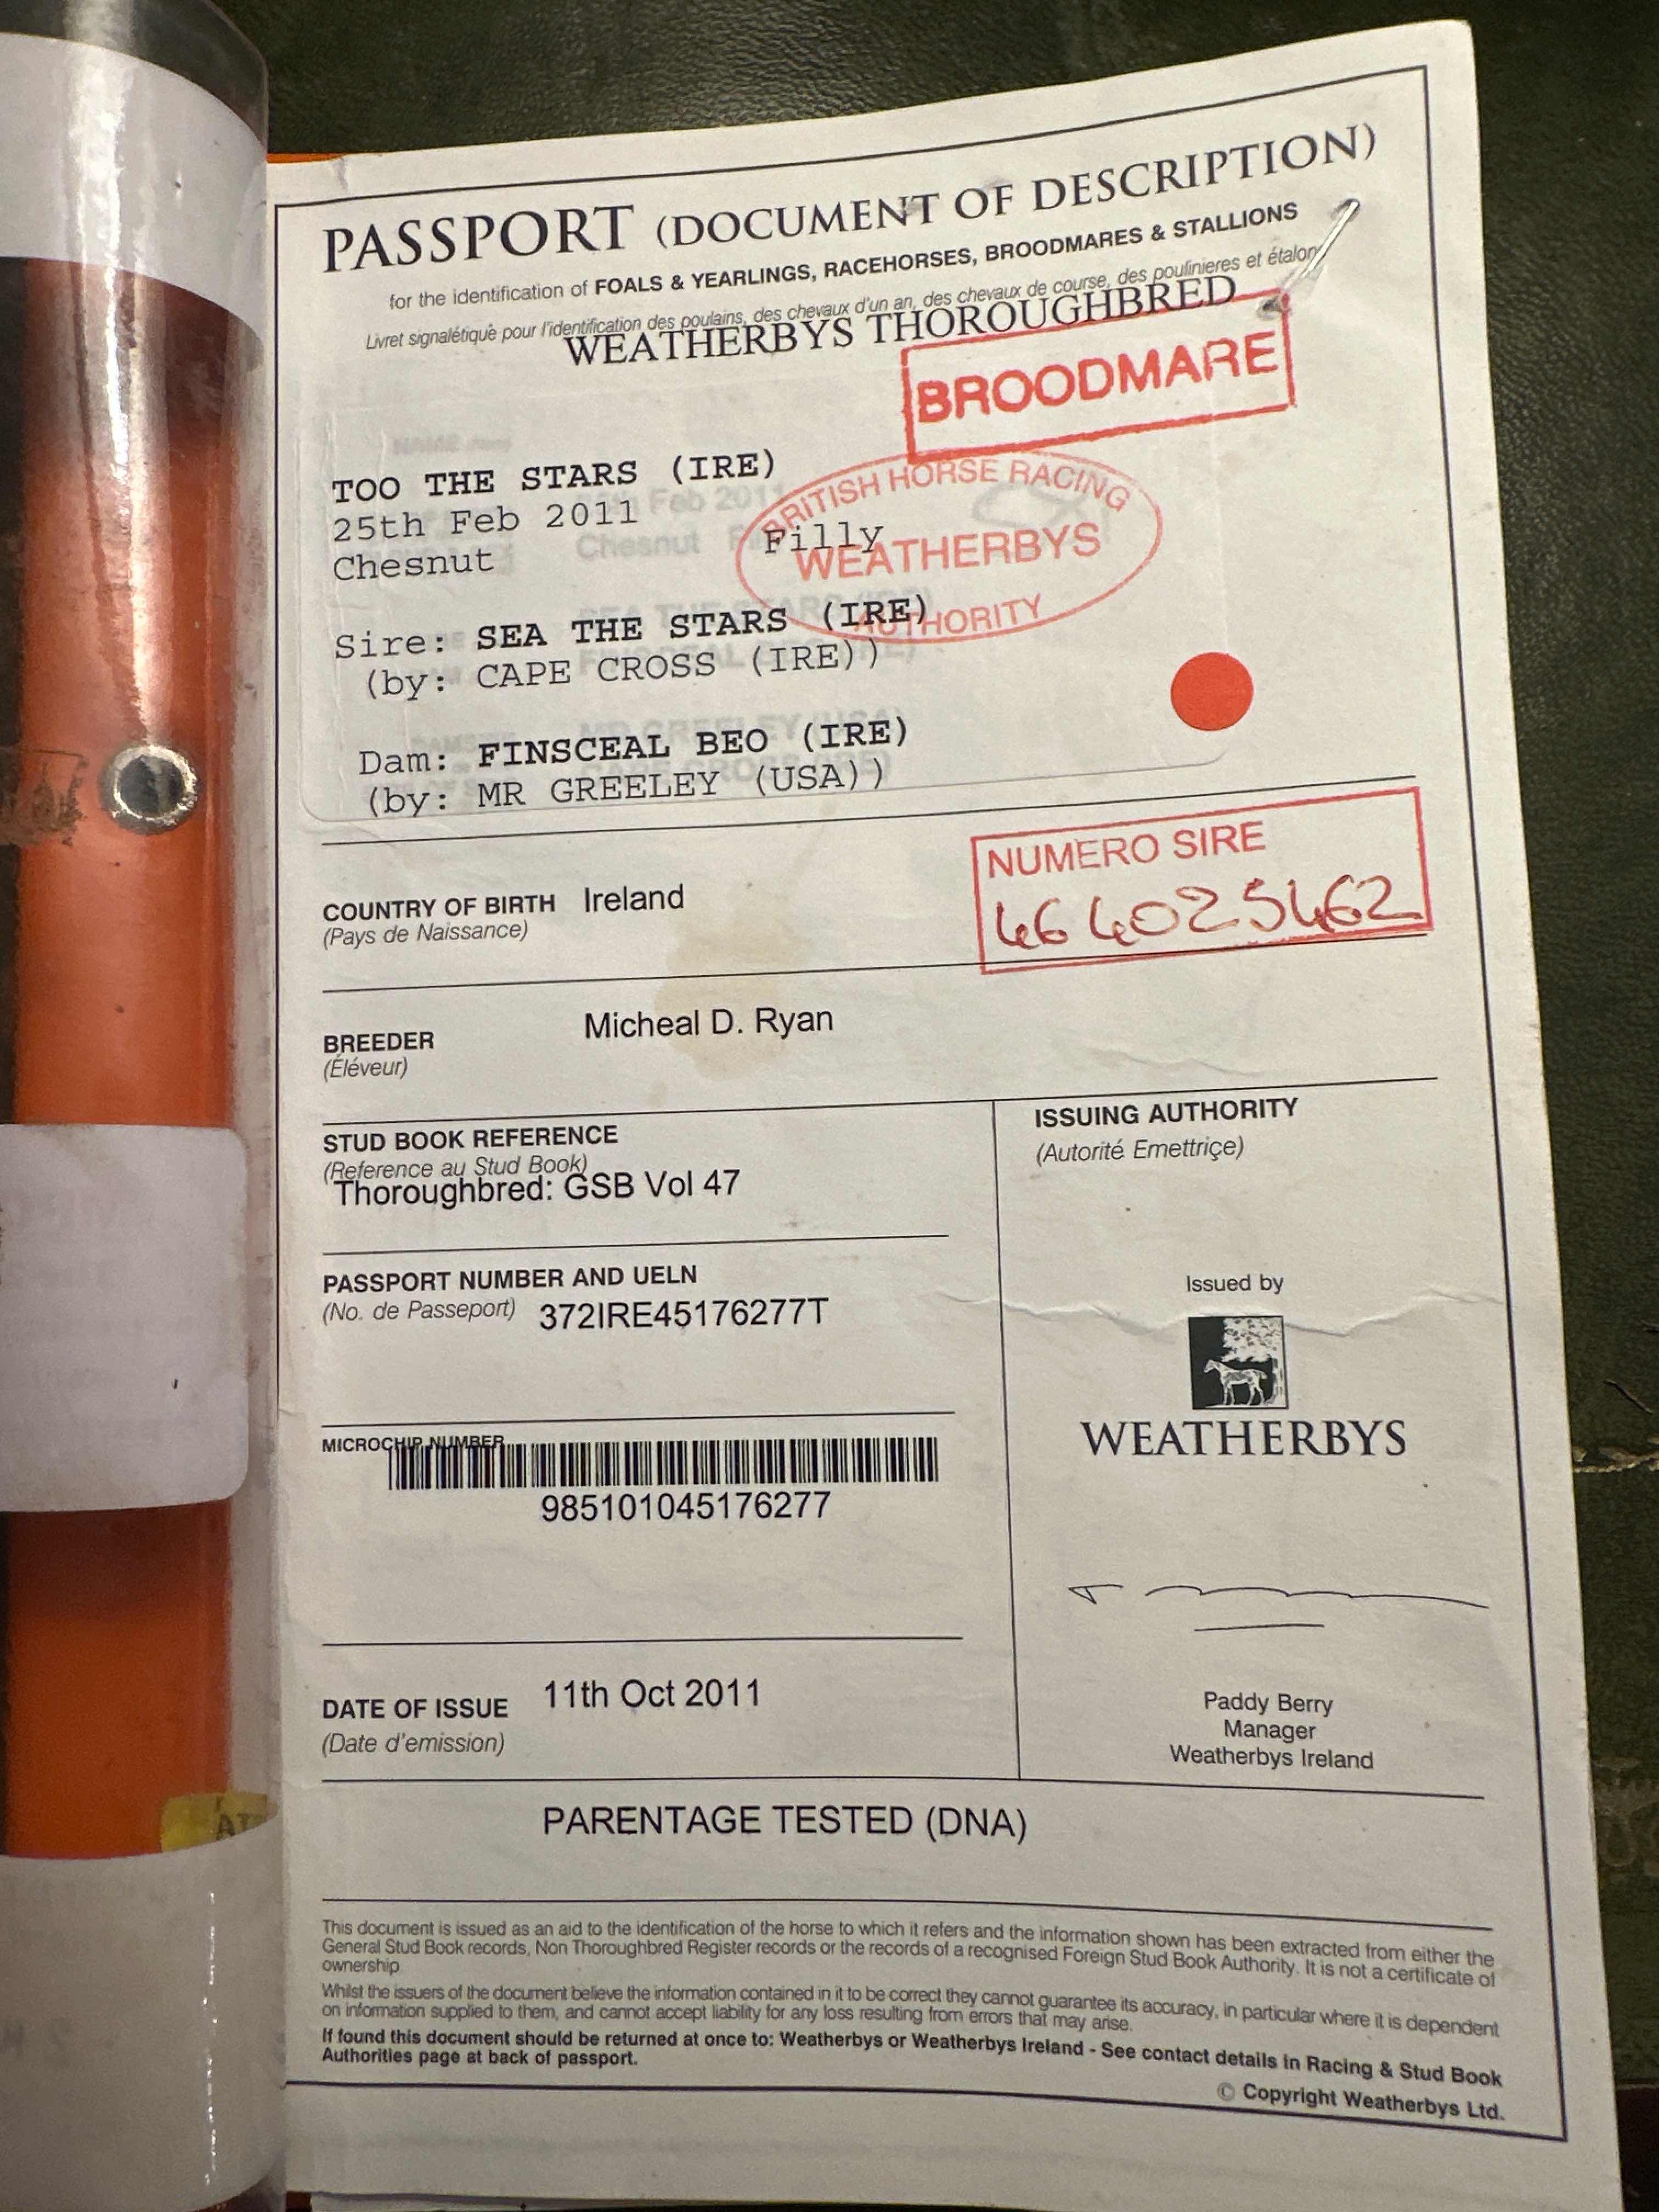 PASSPORT (DOCUMENT OF DESCRIPTION)
for the identification of FOALS & YEARLINGS, RACEHORSES, BROODMARES & STALLIONS
Livret signalétique pour l'identification des poulains, des chevaux d'un an, des chevaux de course, des poulinieres et étalons
WEATHERBYS THOROUGHBRED
BROODMARE
TOO THE STARS (IRE)
25th Feb 2011
Chesnut Filly
BRITISH HORSE RACING
WEATHERBYS
AUTHORITY
Sire: SEA THE STARS (IRE)
(by: CAPE CROSS (IRE))
Dam: FINSCEAL BEO (IRE)
(by: MR GREELEY (USA))
NUMERO SIRE
COUNTRY OF BIRTH Ireland
(Pays de Naissance)
BREEDER Micheal D. Ryan
(Éléveur)
STUD BOOK REFERENCE
(Reference au Stud Book)
Thoroughbred: GSB Vol 47
PASSPORT NUMBER AND UELN
(No. de Passeport) 372IRE45176277T
MICROCHIP NUMBER
985101045176277
DATE OF ISSUE 11th Oct 2011
(Date d'emission)
ISSUING AUTHORITY
(Autorité Emettriçe)
Issued by
WEATHERBYS
Paddy Berry
Manager
Weatherbys Ireland
PARENTAGE TESTED (DNA)
This document is issued as an aid to the identification of the horse to which it refers and the information shown has been extracted from either the
General Stud Book records, Non Thoroughbred Register records or the records of a recognised Foreign Stud Book Authority. It is not a certificate of
ownership.
Whilst the issuers of the document believe the information contained in it to be correct they cannot guarantee its accuracy, in particular where it is dependent
on information supplied to them, and cannot accept liability for any loss resulting from errors that may arise.
If found this document should be returned at once to: Weatherbys or Weatherbys Ireland - See contact details in Racing & Stud Book
Authorities page at back of passport.
© Copyright Weatherbys Ltd.